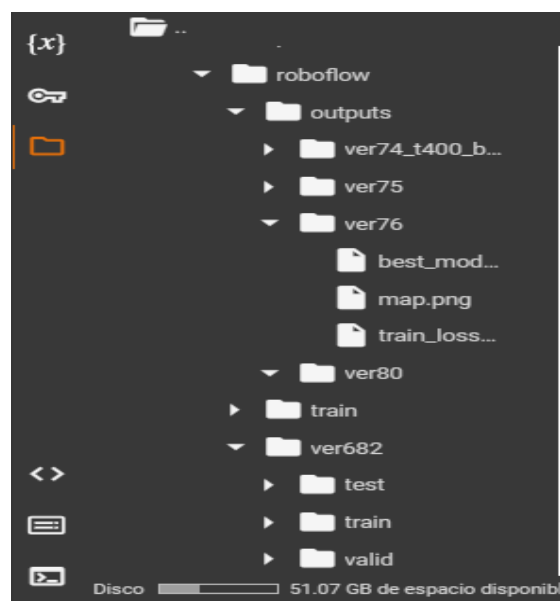 {x}
..
roboflow
outputs
ver74_t400_b...
ver75
ver76
best_mod...
map.png
train_loss...
ver80
train
ver682
test
train
valid
Disco 51.07 GB de espacio disponib